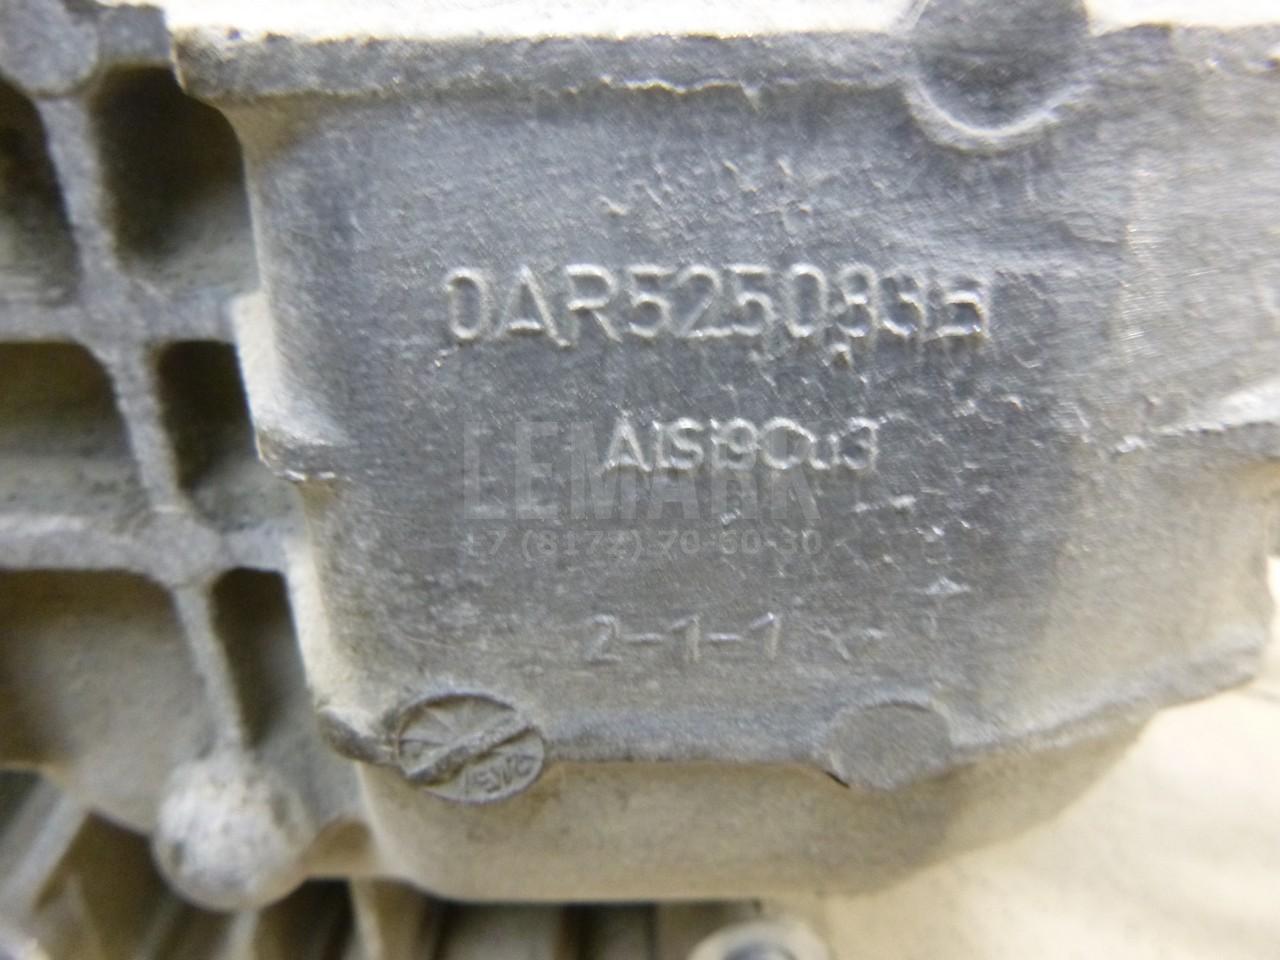 0AR525083B
AlSi9Cu3
LEMARK
+7 (8172) 70-60-30
2-1-1